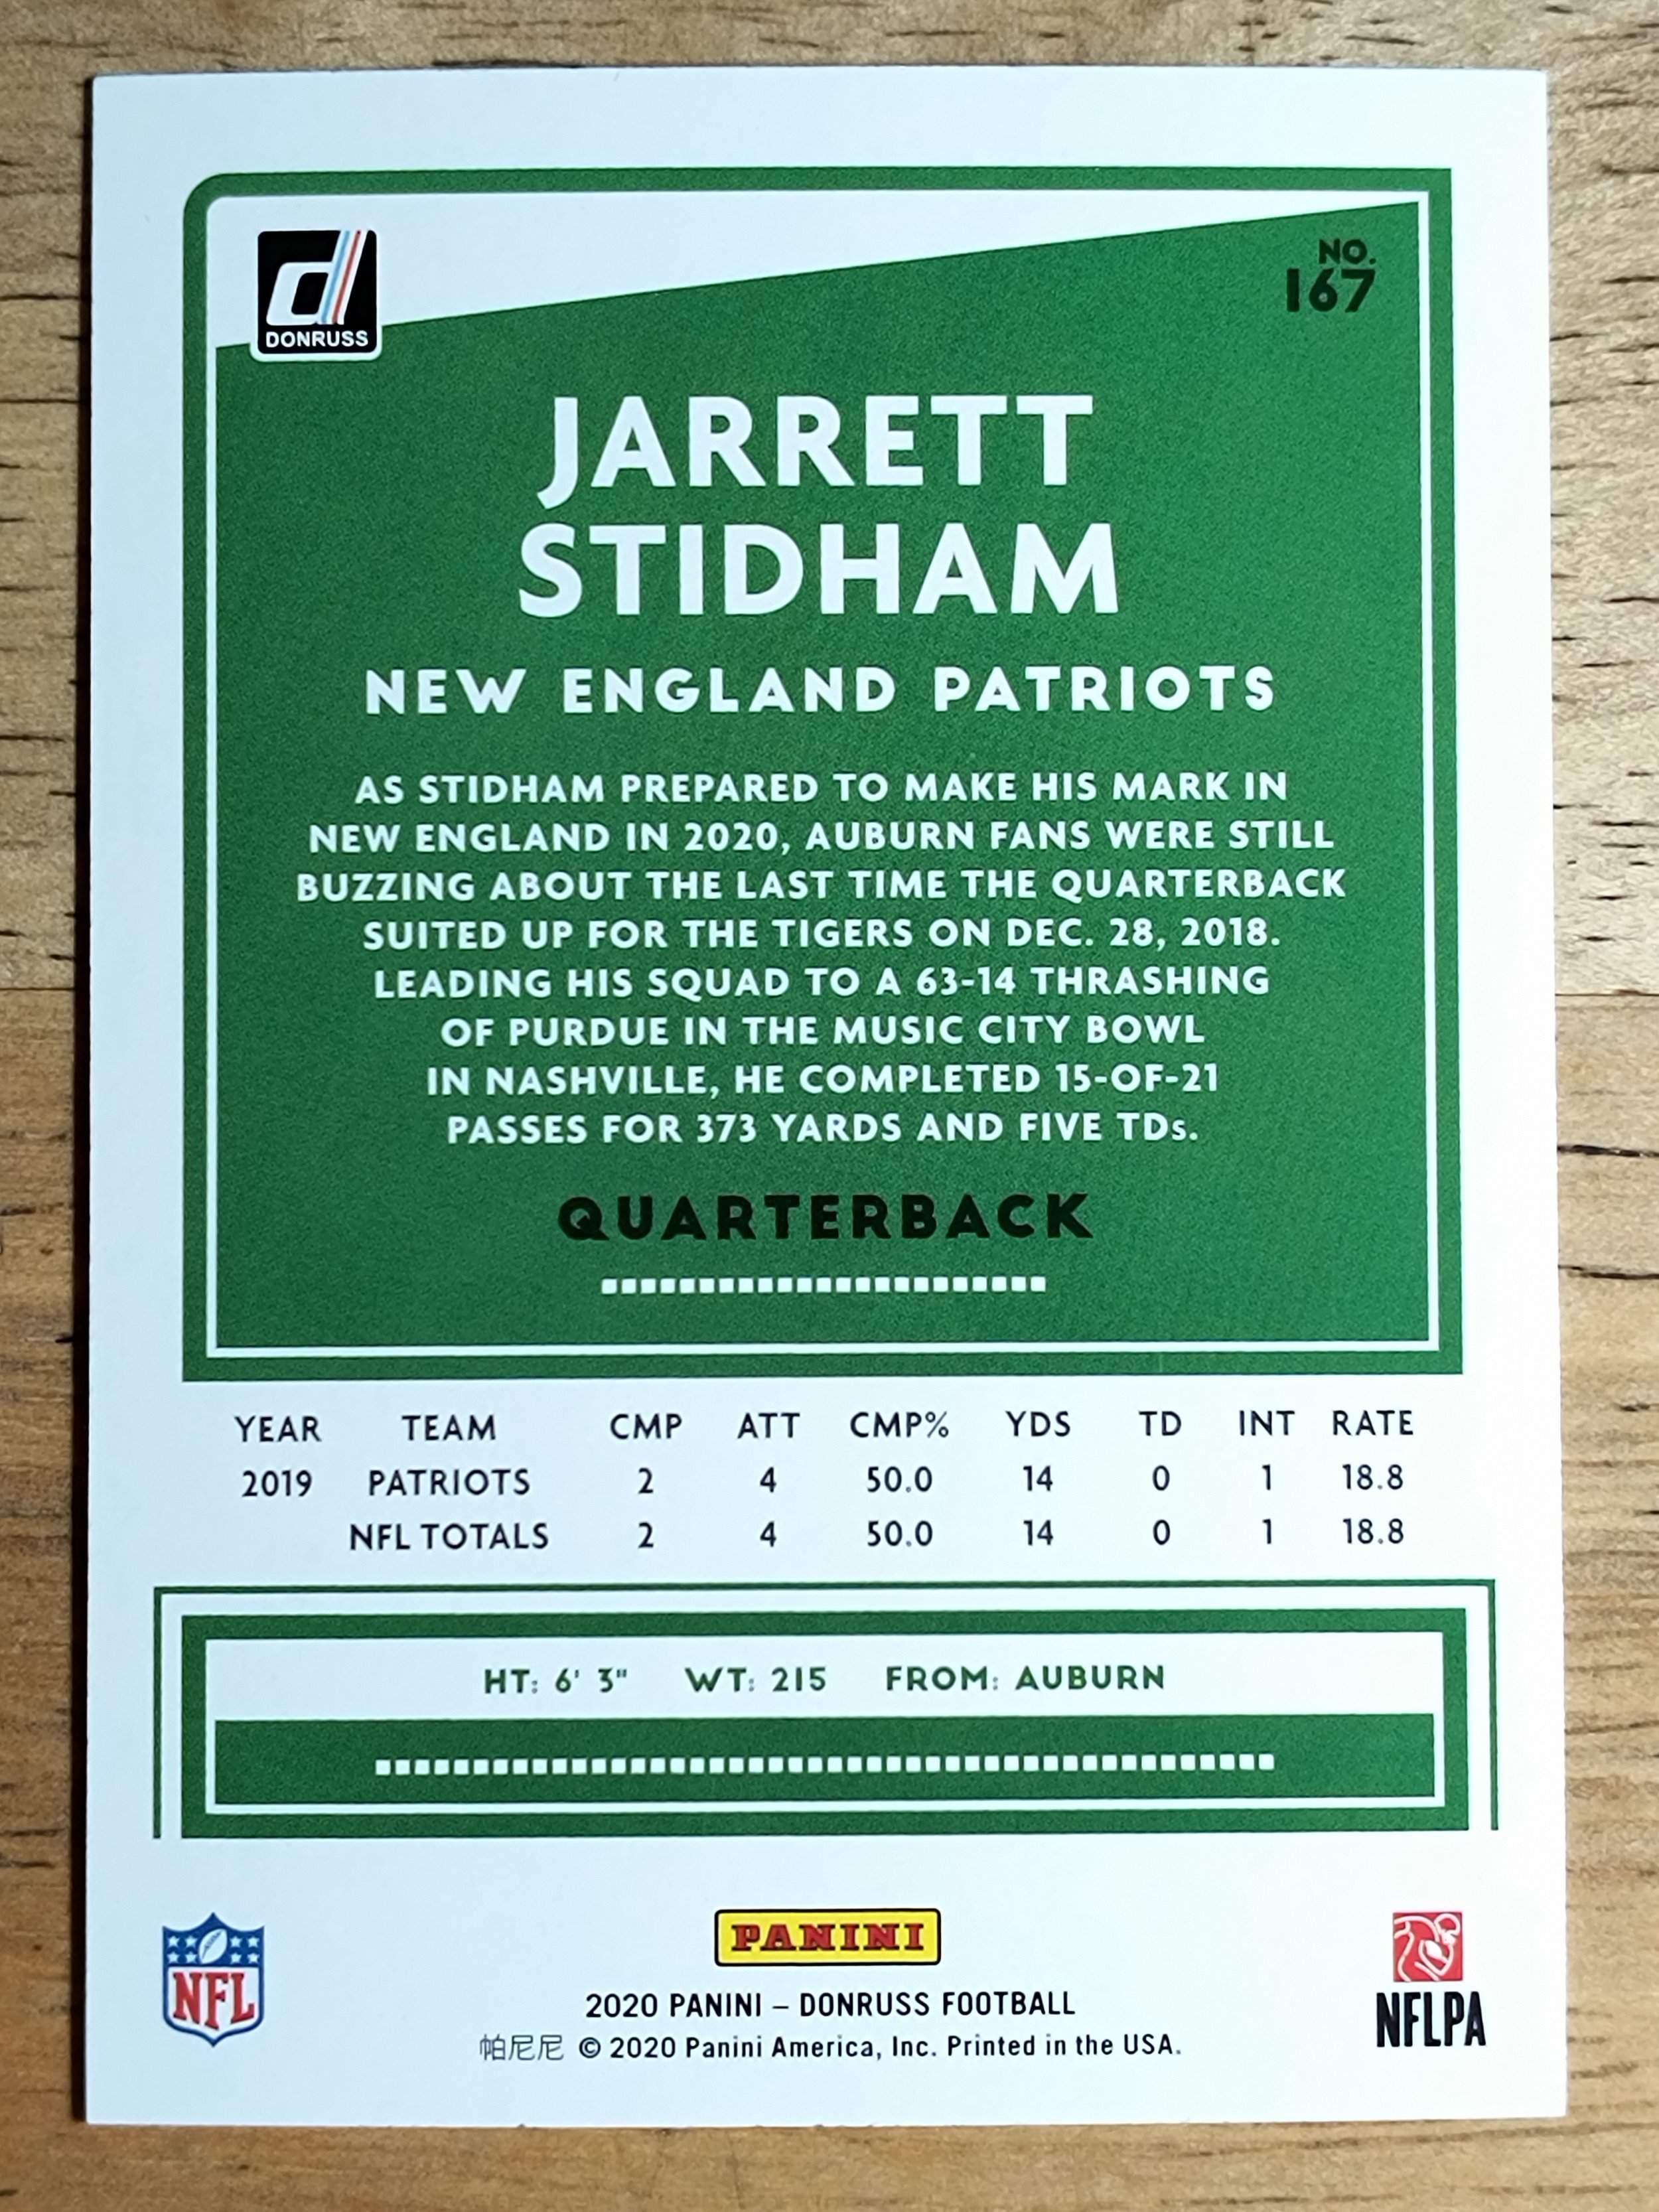 DONRUSS
NO.
167
JARRETT
STIDHAM
NEW ENGLAND PATRIOTS
AS STIDHAM PREPARED TO MAKE HIS MARK IN
NEW ENGLAND IN 2020, AUBURN FANS WERE STILL
BUZZING ABOUT THE LAST TIME THE QUARTERBACK
SUITED UP FOR THE TIGERS ON DEC. 28, 2018.
LEADING HIS SQUAD TO A 63-14 THRASHING
OF PURDUE IN THE MUSIC CITY BOWL
IN NASHVILLE, HE COMPLETED 15-OF-21
PASSES FOR 373 YARDS AND FIVE TDs.
QUARTERBACK
YEAR TEAM CMP ATT CMP% YDS TD INT RATE
2019 PATRIOTS 2 4 50.0 14 0 1 18.8
NFL TOTALS 2 4 50.0 14 0 1 18.8
HT: 6' 3" WT: 215 FROM: AUBURN
NFL
PANINI
2020 PANINI – DONRUSS FOOTBALL
帕尼尼 © 2020 Panini America, Inc. Printed in the USA.
NFLPA